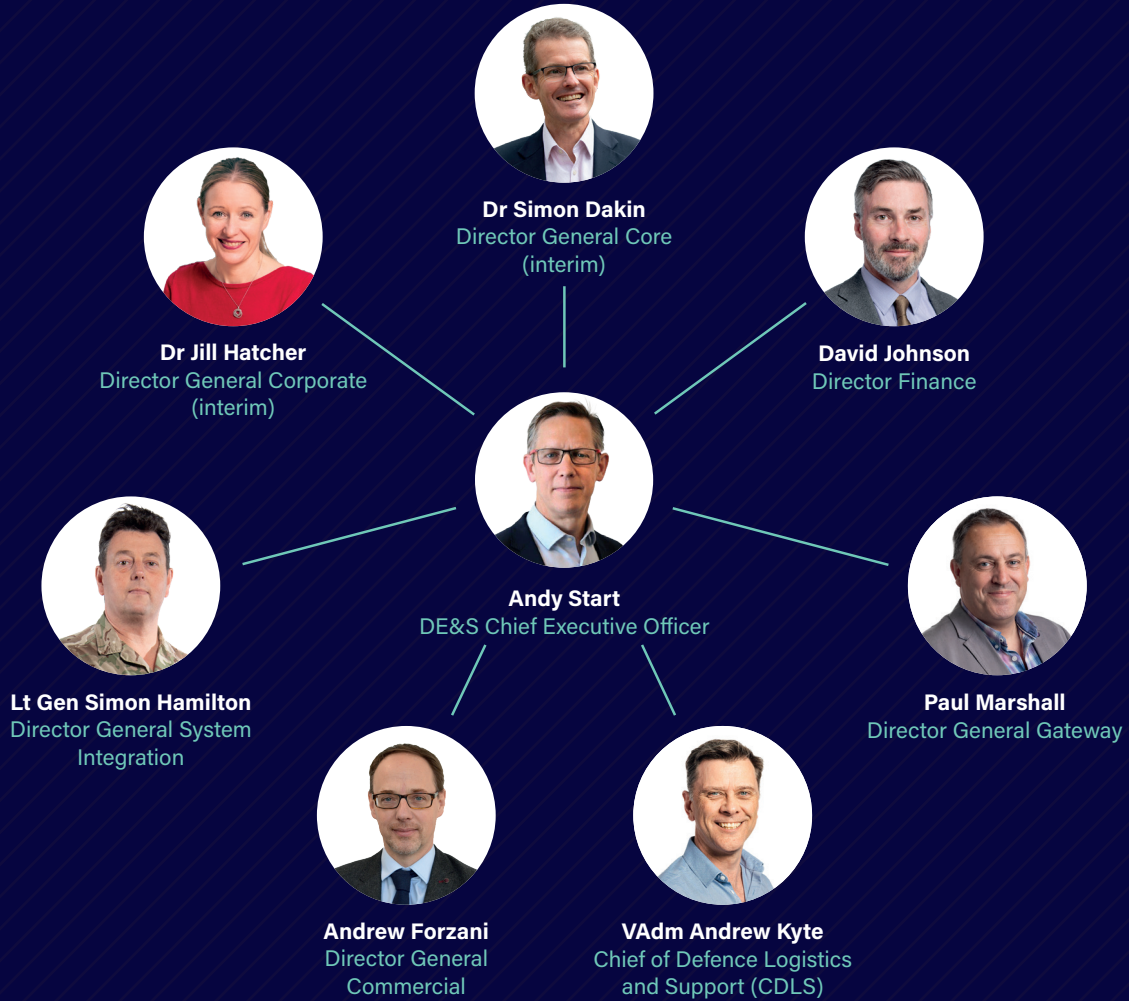 Dr Simon Dakin
Director General Core
(interim)
Dr Jill Hatcher
Director General Corporate
(interim)
David Johnson
Director Finance
Andy Start
DE&S Chief Executive Officer
Lt Gen Simon Hamilton
Director General System
Integration
Paul Marshall
Director General Gateway
Andrew Forzani
Director General
Commercial
VAdm Andrew Kyte
Chief of Defence Logistics
and Support (CDLS)